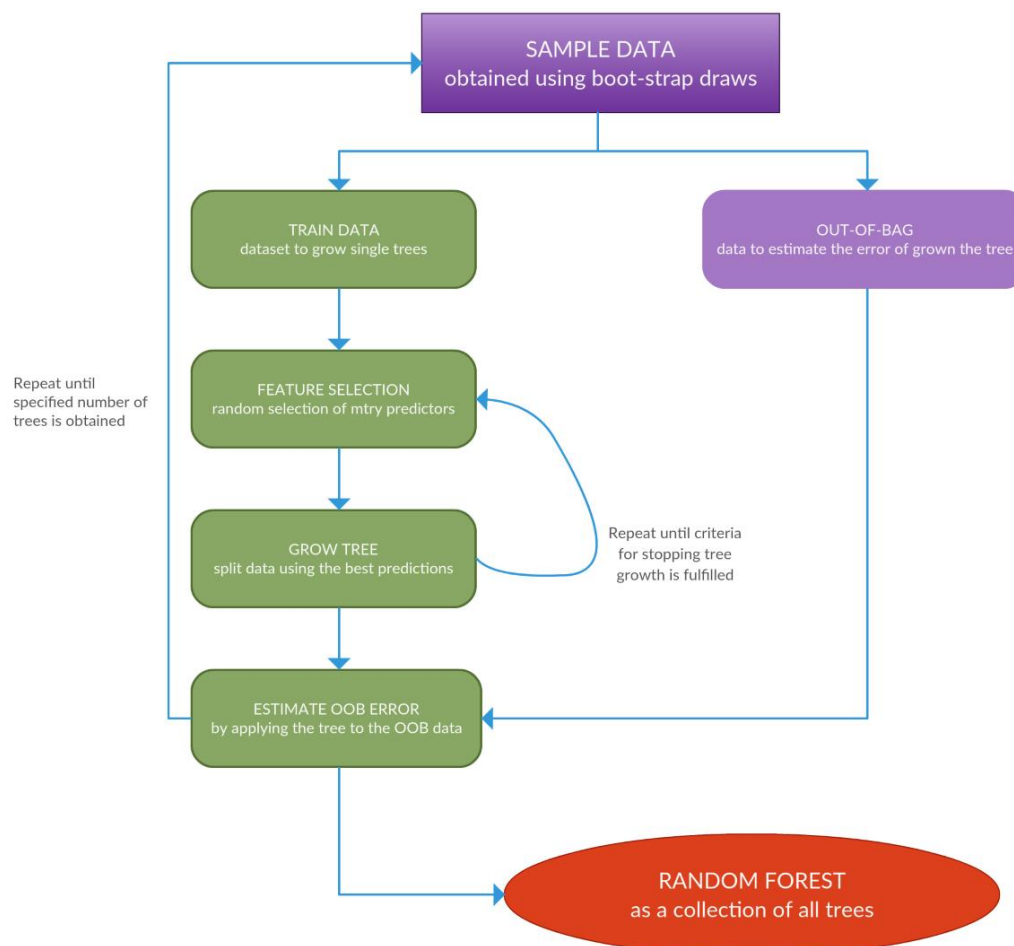 SAMPLE DATA
obtained using boot-strap draws
TRAIN DATA
dataset to grow single trees
OUT-OF-BAG
data to estimate the error of grown the tree
FEATURE SELECTION
random selection of mtry predictors
Repeat until
specified number of
trees is obtained
GROW TREE
split data using the best predictions
Repeat until criteria
for stopping tree
growth is fulfilled
ESTIMATE OOB ERROR
by applying the tree to the OOB data
RANDOM FOREST
as a collection of all trees